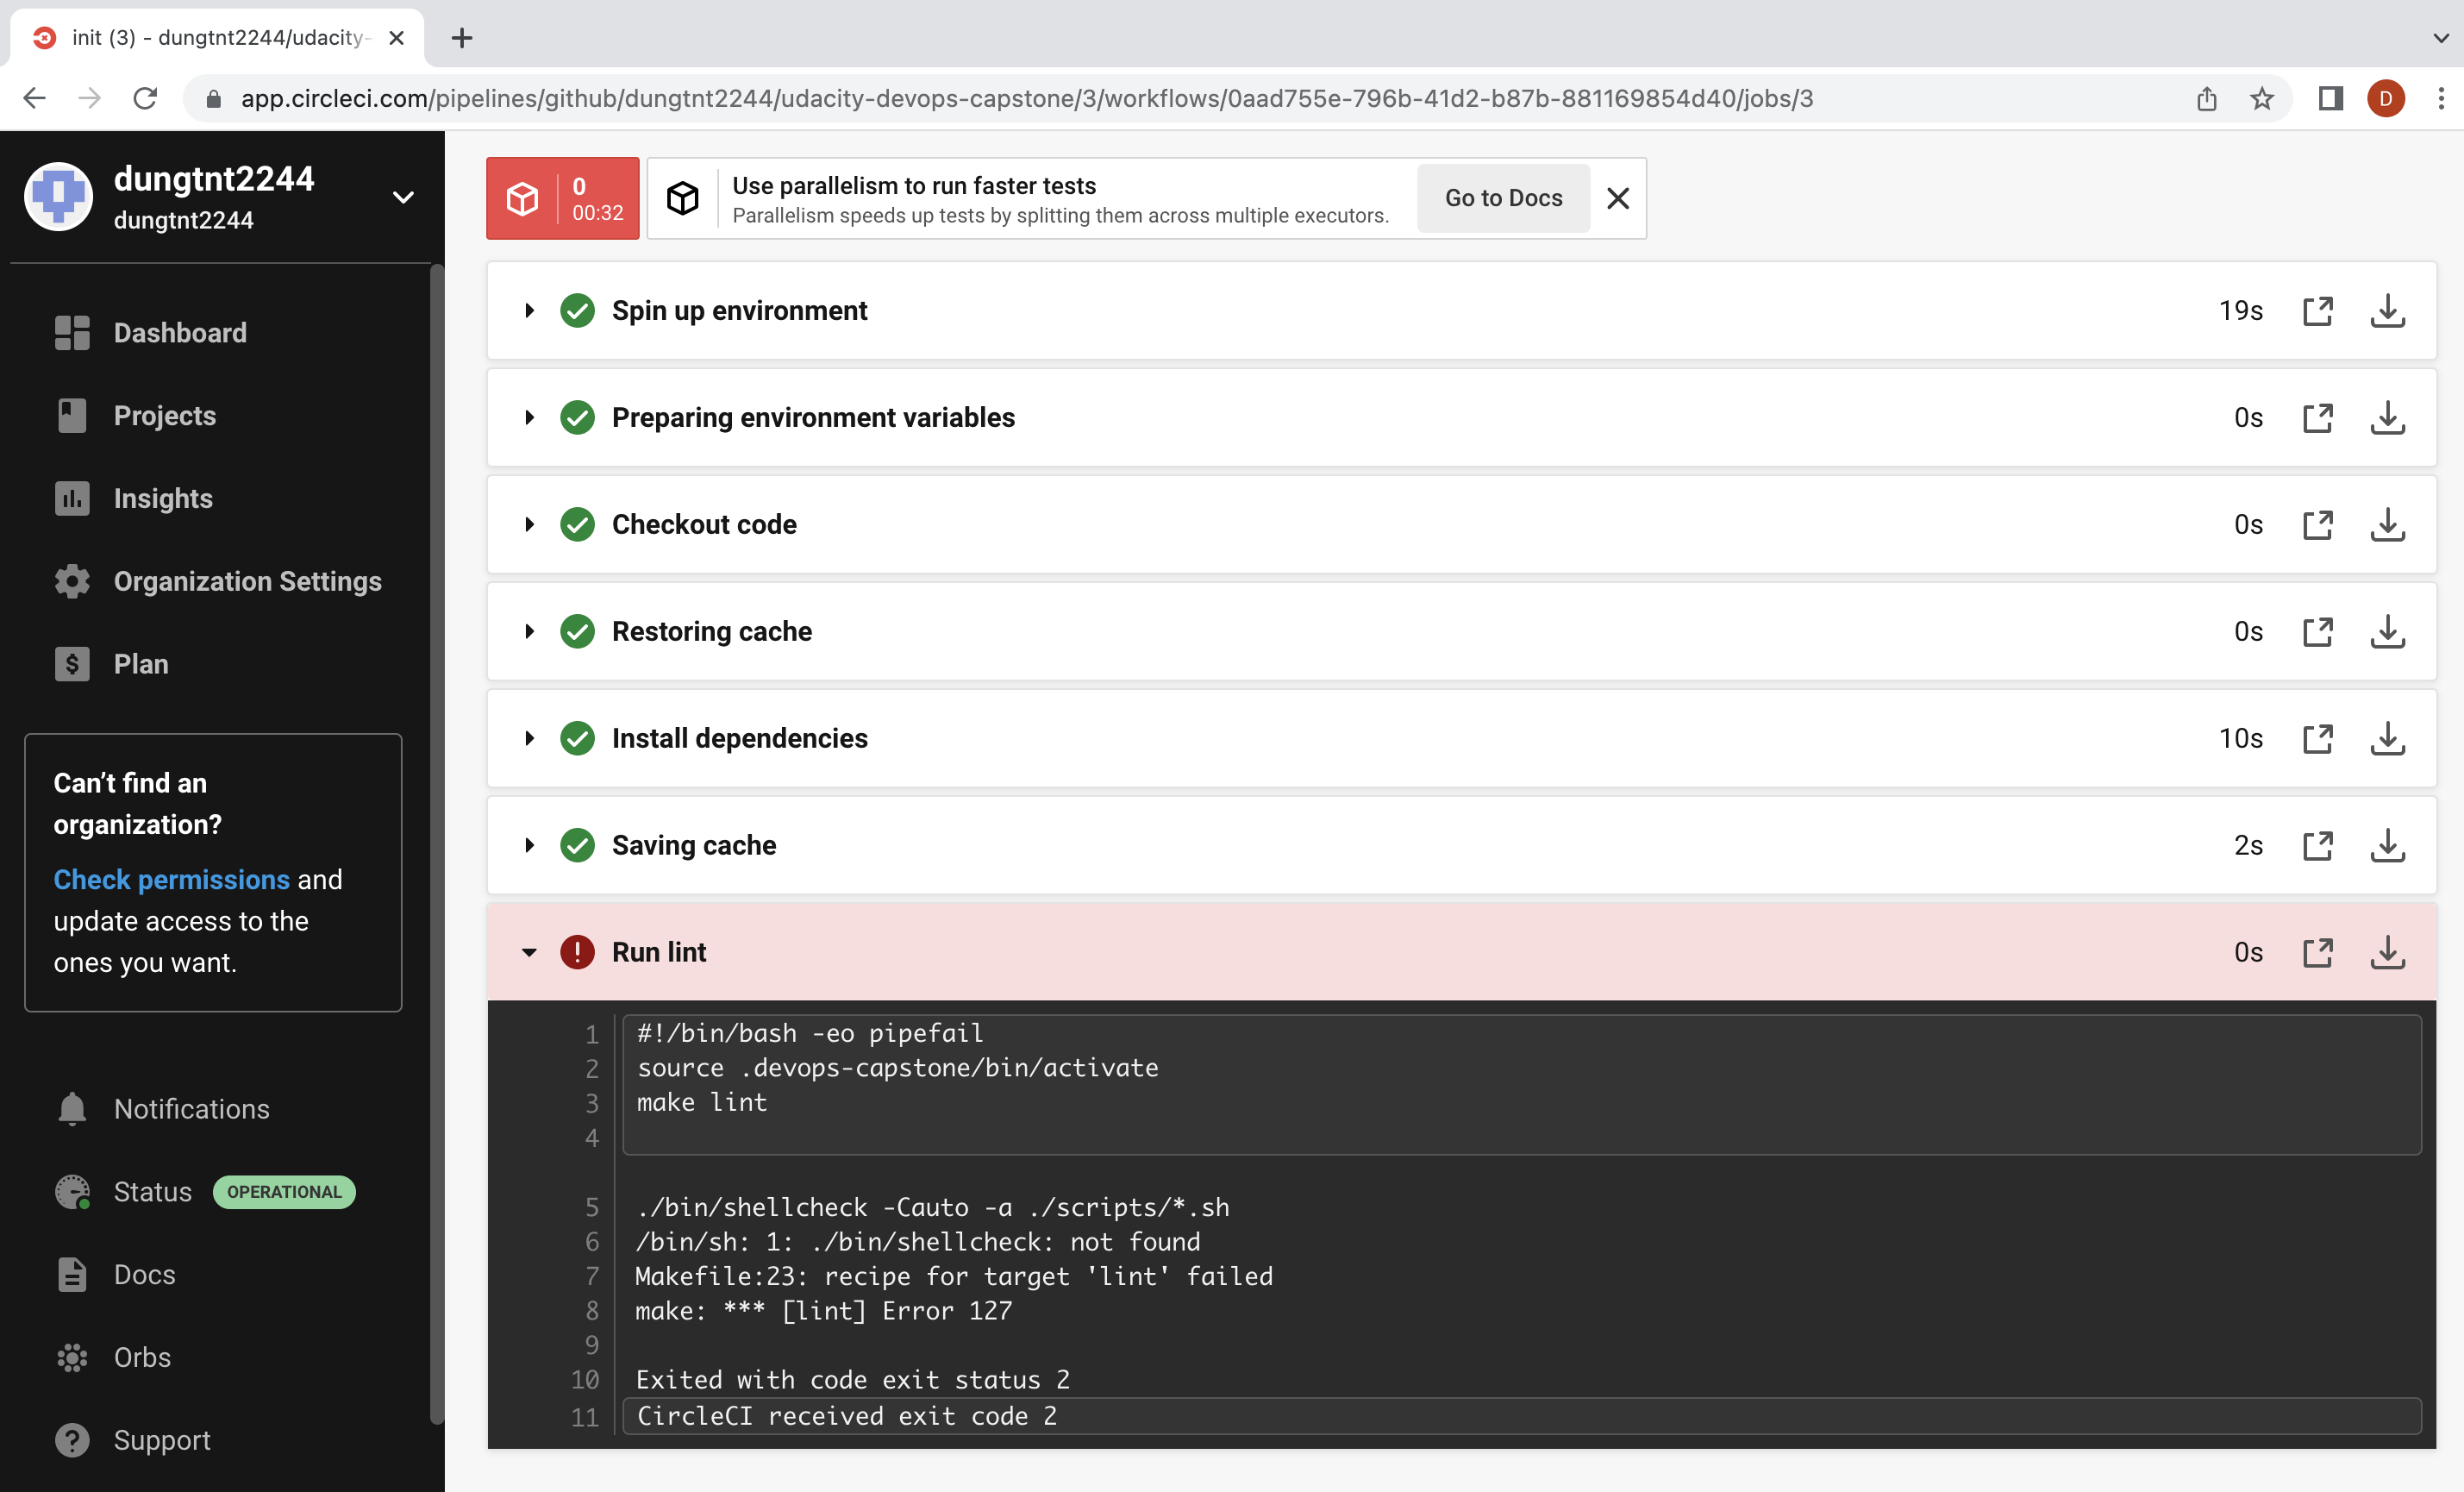 init (3) - dungtnt2244/udacity-
app.circleci.com/pipelines/github/dungtnt2244/udacity-devops-capstone/3/workflows/0aad755e-796b-41d2-b87b-881169854d40/jobs/3
D
dungtnt2244
dungtnt2244
Dashboard
Projects
Insights
Organization Settings
Plan
Can’t find an
organization?
Check permissions and
update access to the
ones you want.
Notifications
Status OPERATIONAL
Docs
Orbs
Support
0
00:32
Use parallelism to run faster tests
Parallelism speeds up tests by splitting them across multiple executors.
Go to Docs
Spin up environment 19s
Preparing environment variables 0s
Checkout code 0s
Restoring cache 0s
Install dependencies 10s
Saving cache 2s
Run lint 0s
1 #!/bin/bash -eo pipefail
2 source .devops-capstone/bin/activate
3 make lint
4
5 ./bin/shellcheck -Cauto -a ./scripts/*.sh
6 /bin/sh: 1: ./bin/shellcheck: not found
7 Makefile:23: recipe for target 'lint' failed
8 make: *** [lint] Error 127
9
10 Exited with code exit status 2
11 CircleCI received exit code 2